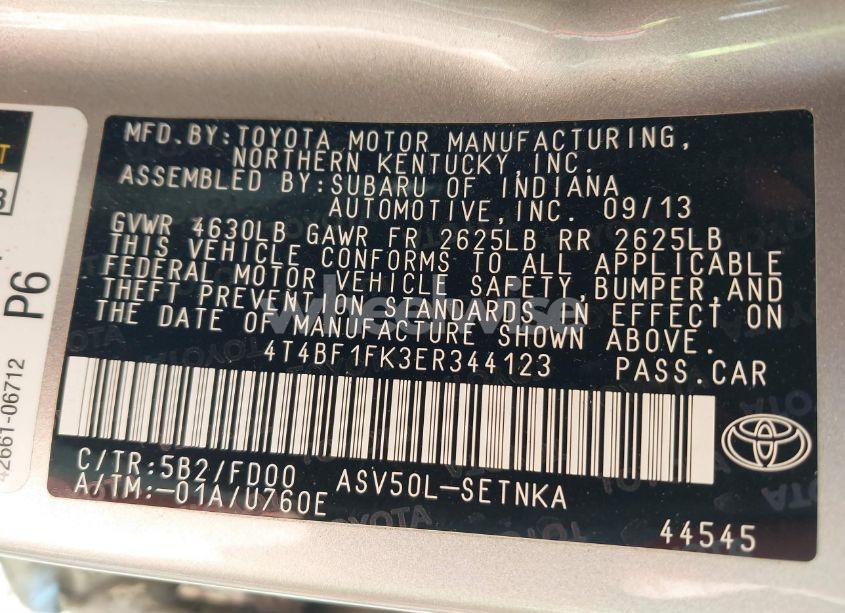 MFD.BY:TOYOTA MOTOR MANUFACTURING,
NORTHERN KENTUCKY,INC.
ASSEMBLED BY:SUBARU OF INDIANA
AUTOMOTIVE,INC. 09/13
GVWR 4630LB GAWR FR 2625LB RR 2625LB
THIS VEHICLE CONFORMS TO ALL APPLICABLE
FEDERAL MOTOR VEHICLE SAFETY,BUMPER,AND
THEFT PREVENTION STANDARDS IN EFFECT ON
THE DATE OF MANUFACTURE SHOWN ABOVE.
4T4BF1FK3ER344123 PASS.CAR
C/TR:5B2/FD00 ASV50L-SETNKA
A/TM:-01A/U760E
44545
P6
42661-06712
wheelwise
TOYOTA